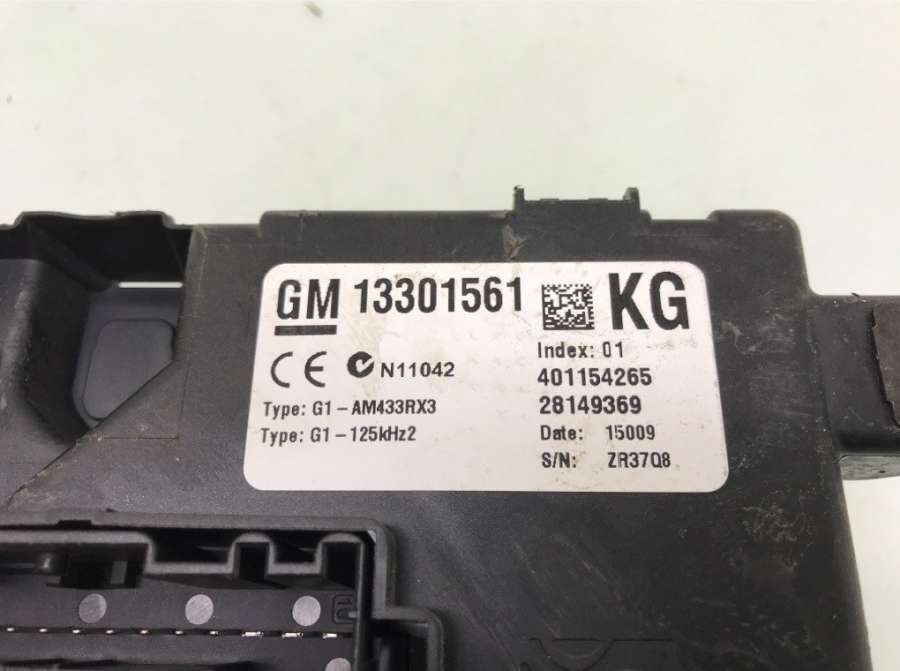 GM 13301561 KG
CE N11042
Index: 01
401154265
Type: G1-AM433RX3
28149369
Type: G1-125kHz2
Date: 15009
S/N: ZR37Q8